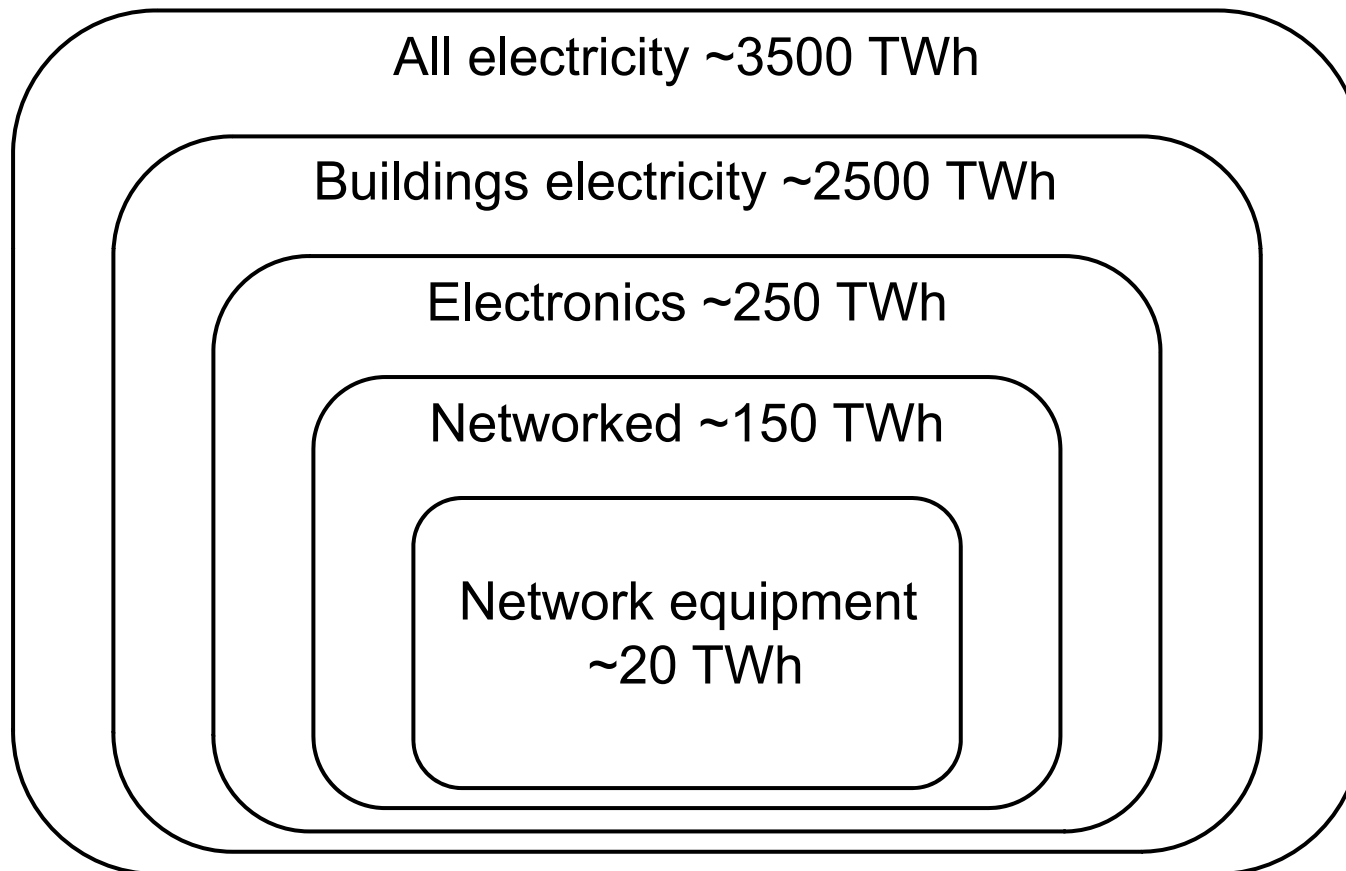 All electricity ~3500 TWh
Buildings electricity ~2500 TWh
Electronics ~250 TWh
Networked ~150 TWh
Network equipment
~20 TWh